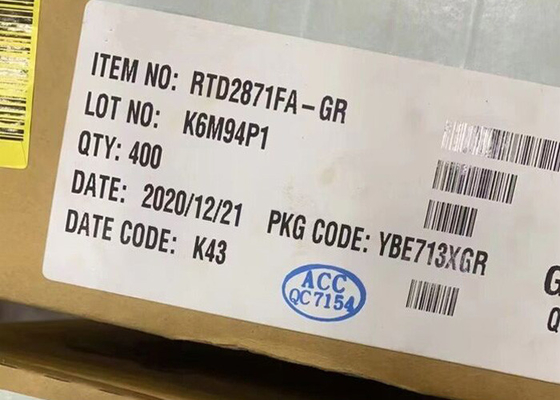 ITEM NO: RTD2871FA-GR
LOT NO: K6M94P1
QTY: 400
DATE: 2020/12/21 PKG CODE: YBE713XGR
DATE CODE: K43
ACC
QC7154
G
Q